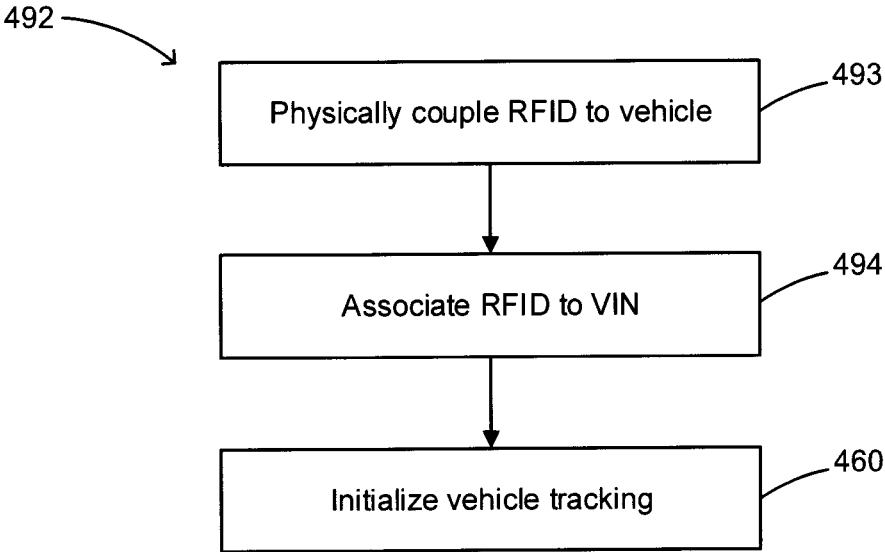 492
493
Physically couple RFID to vehicle
494
Associate RFID to VIN
460
Initialize vehicle tracking